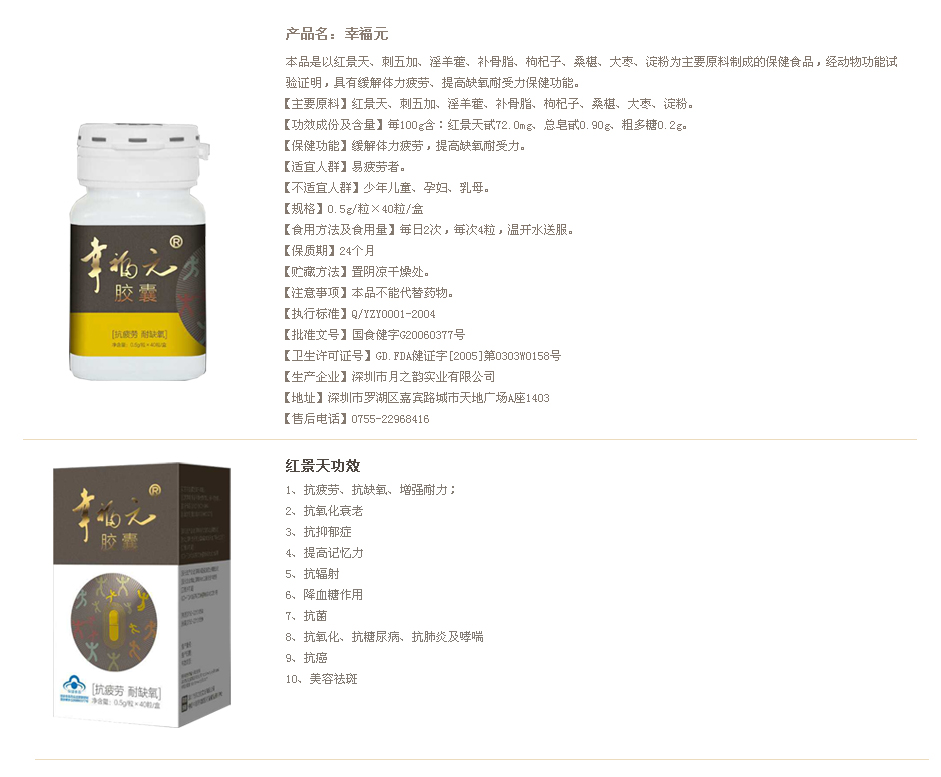 产品名：幸福元
本品是以红景天、刺五加、淫羊藿、补骨脂、枸杞子、桑椹、大枣、淀粉为主要原料制成的保健食品，经动物功能试
验证明，具有缓解体力疲劳、提高缺氧耐受力保健功能。
【主要原料】红景天、刺五加、淫羊藿、补骨脂、枸杞子、桑椹、大枣、淀粉。
【功效成份及含量】每100g含：红景天甙72.0mg、总皂甙0.90g、粗多糖0.2g。
【保健功能】缓解体力疲劳，提高缺氧耐受力。
【适宜人群】易疲劳者。
【不适宜人群】少年儿童、孕妇、乳母。
【规格】0.5g/粒×40粒/盒
【食用方法及食用量】每日2次，每次4粒，温开水送服。
【保质期】24个月
【贮藏方法】置阴凉干燥处。
【注意事项】本品不能代替药物。
【执行标准】Q/YZY0001-2004
【批准文号】国食健字G20060377号
【卫生许可证号】GD.FDA健证字[2005]第0303W0158号
【生产企业】深圳市月之韵实业有限公司
【地址】深圳市罗湖区嘉宾路城市天地广场A座1403
【售后电话】0755-22968416
幸福元®
胶囊
[抗疲劳 耐缺氧]
净含量：0.5g/粒×40粒/盒
红景天功效
1、抗疲劳、抗缺氧、增强耐力；
2、抗氧化衰老
3、抗抑郁症
4、提高记忆力
5、抗辐射
6、降血糖作用
7、抗菌
8、抗氧化、抗糖尿病、抗肺炎及哮喘
9、抗癌
10、美容祛斑
幸福元®
胶囊
[抗疲劳 耐缺氧]
净含量：0.5g/粒×40粒/盒